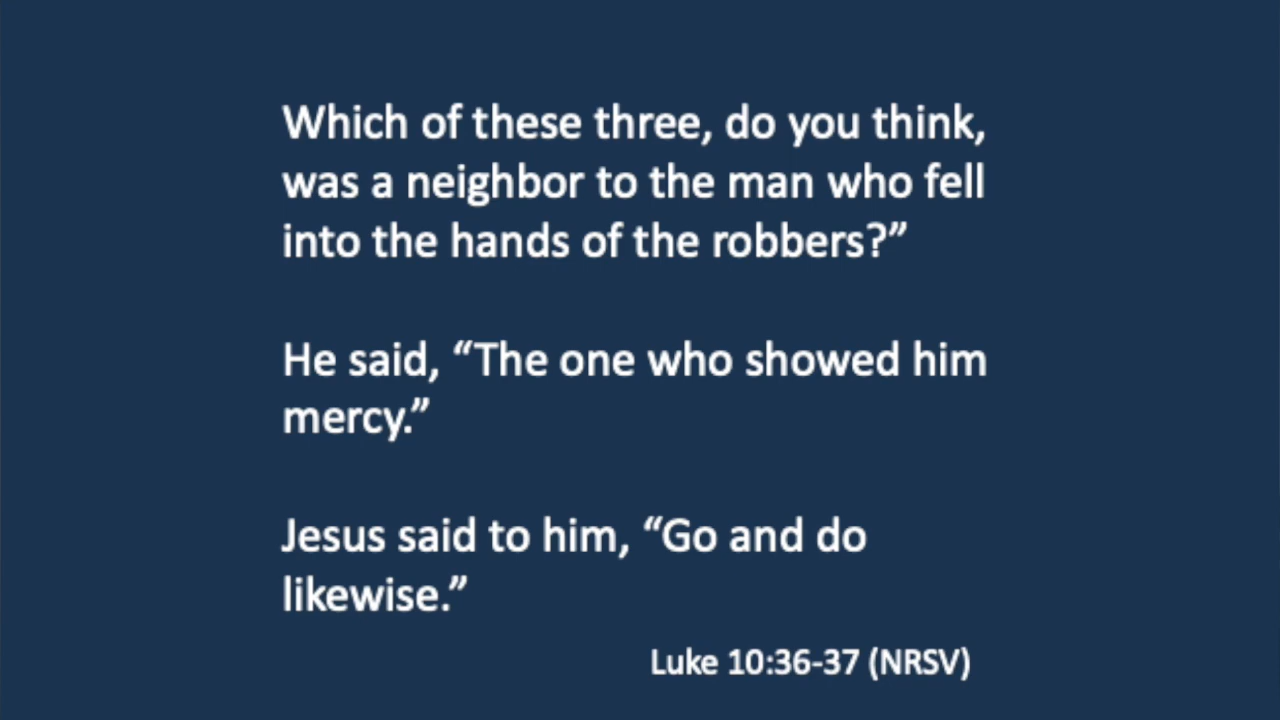 Which of these three, do you think,
was a neighbor to the man who fell
into the hands of the robbers?”
He said, “The one who showed him
mercy.”
Jesus said to him, “Go and do
likewise.”
Luke 10:36-37 (NRSV)